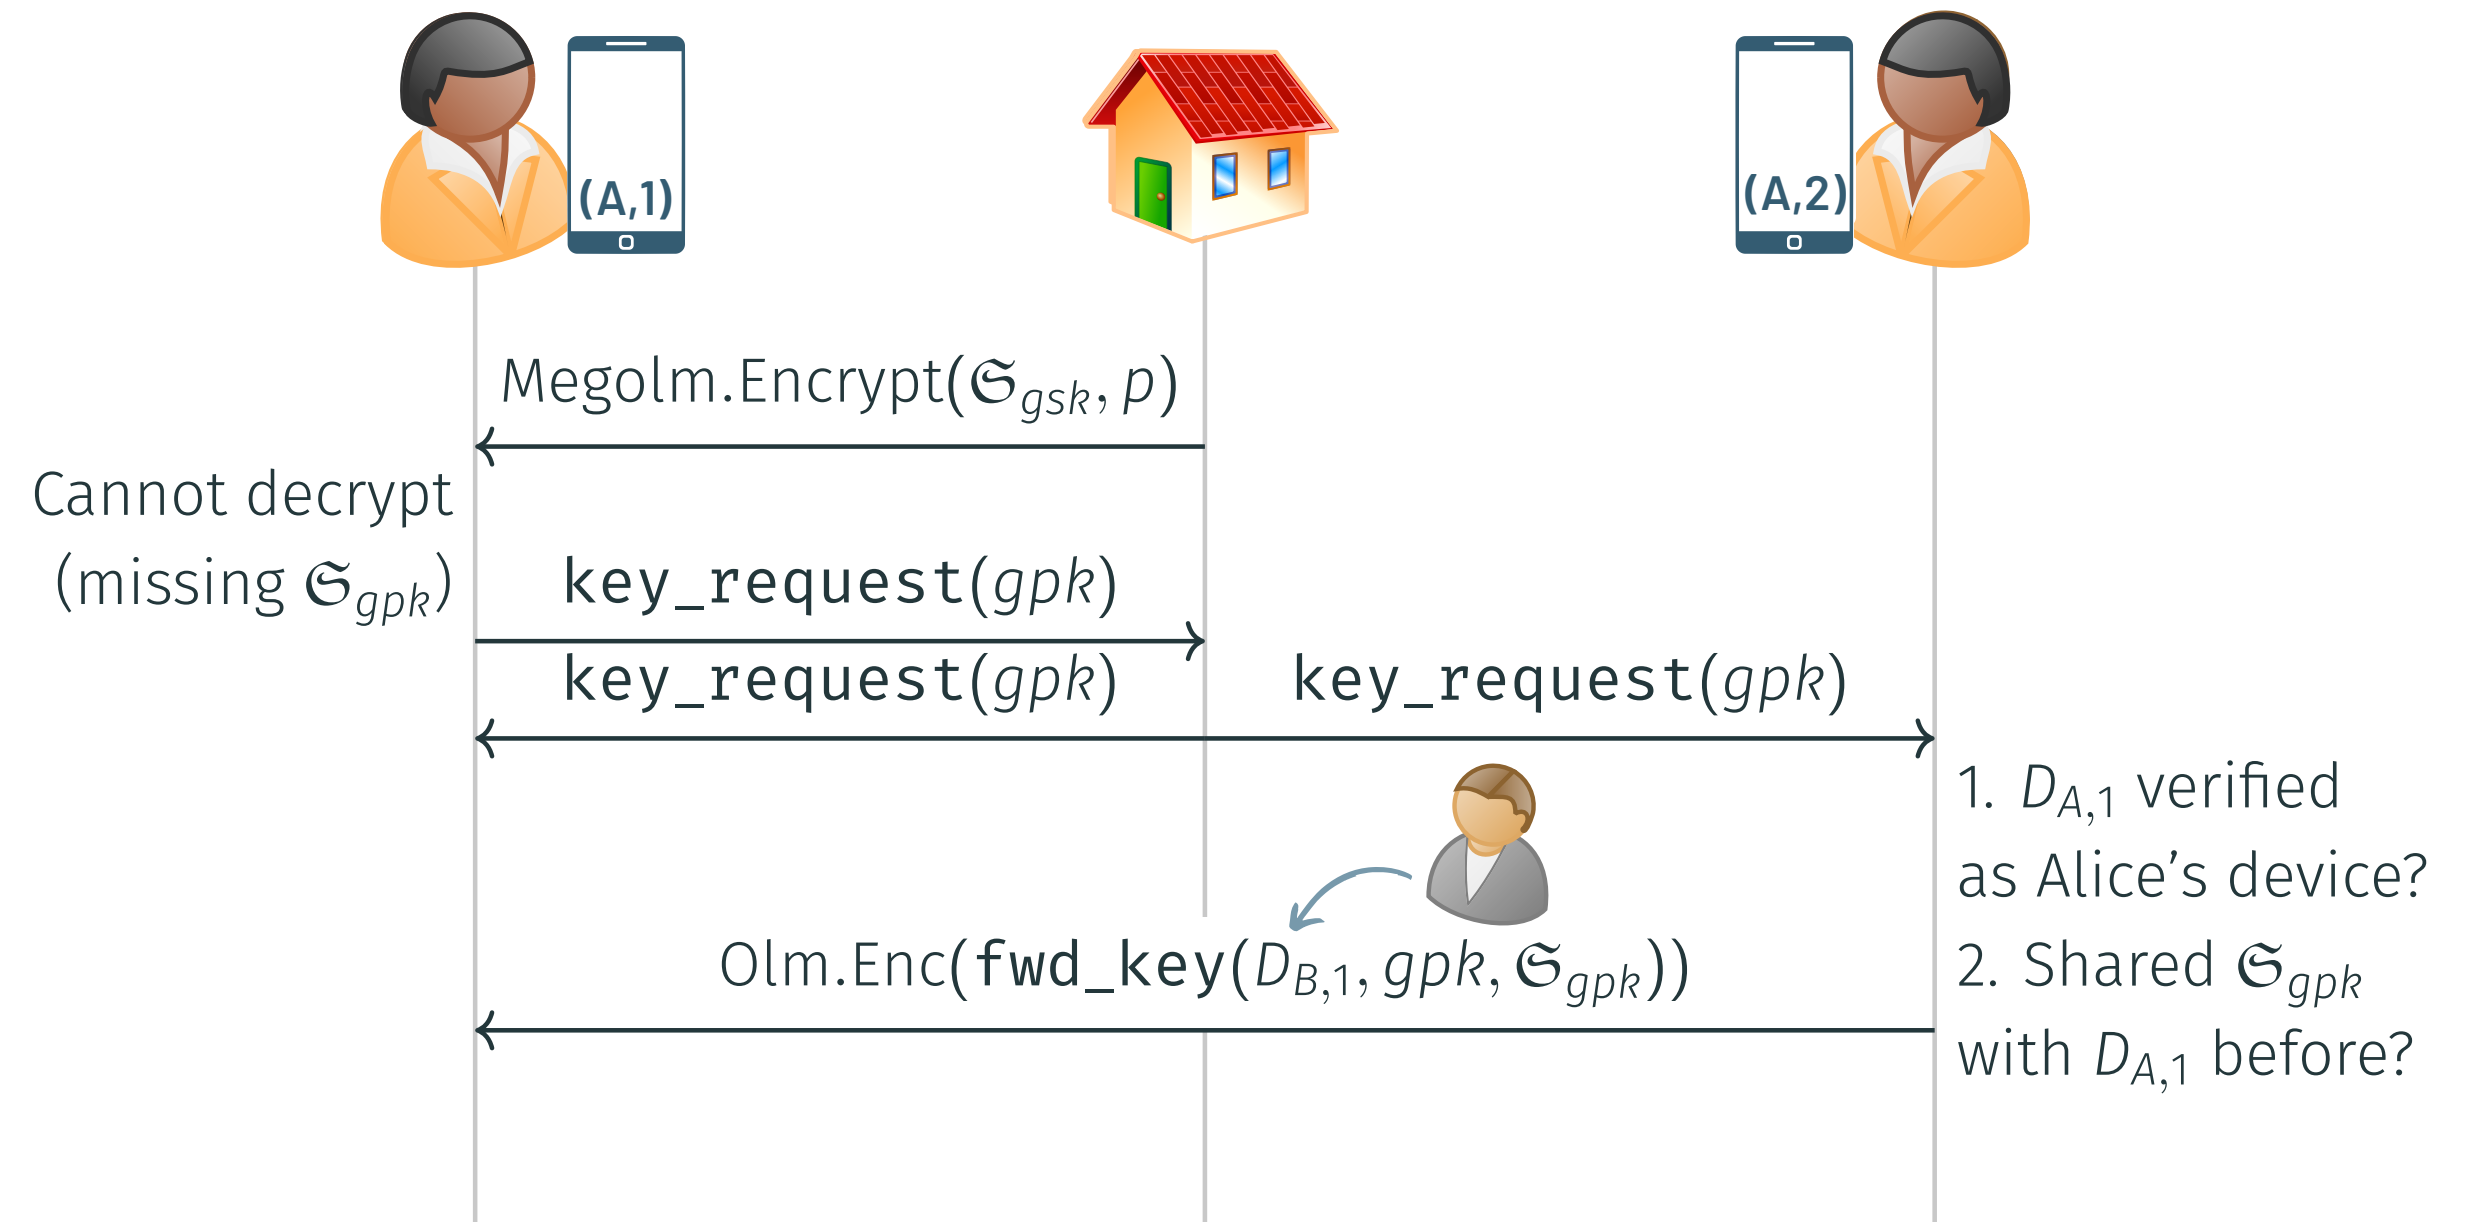 (A,1)
(A,2)
Megolm.Encrypt(𝔖gsk, p)
Cannot decrypt
(missing 𝔖gpk)
key_request(gpk)
key_request(gpk)
key_request(gpk)
1. DA,1 verified
as Alice’s device?
2. Shared 𝔖gpk
with DA,1 before?
Olm.Enc(fwd_key(DB,1, gpk, 𝔖gpk))